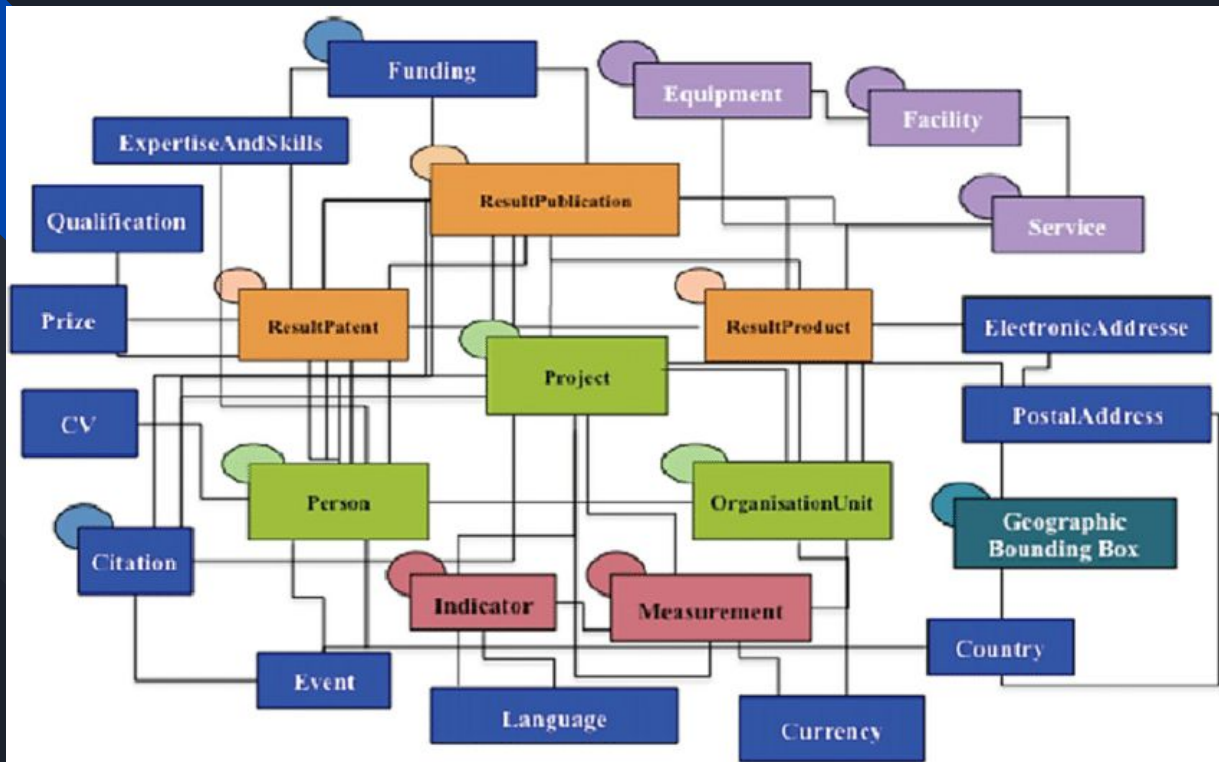 Funding
Equipment
Facility
ExpertiseAndSkills
ResultPublication
Qualification
Service
Prize
ResultPatent
ResultProduct
ElectronicAddresse
Project
CV
PostalAddress
Person
OrganisationUnit
Geographic
Bounding Box
Citation
Indicator
Measurement
Country
Event
Language
Currency